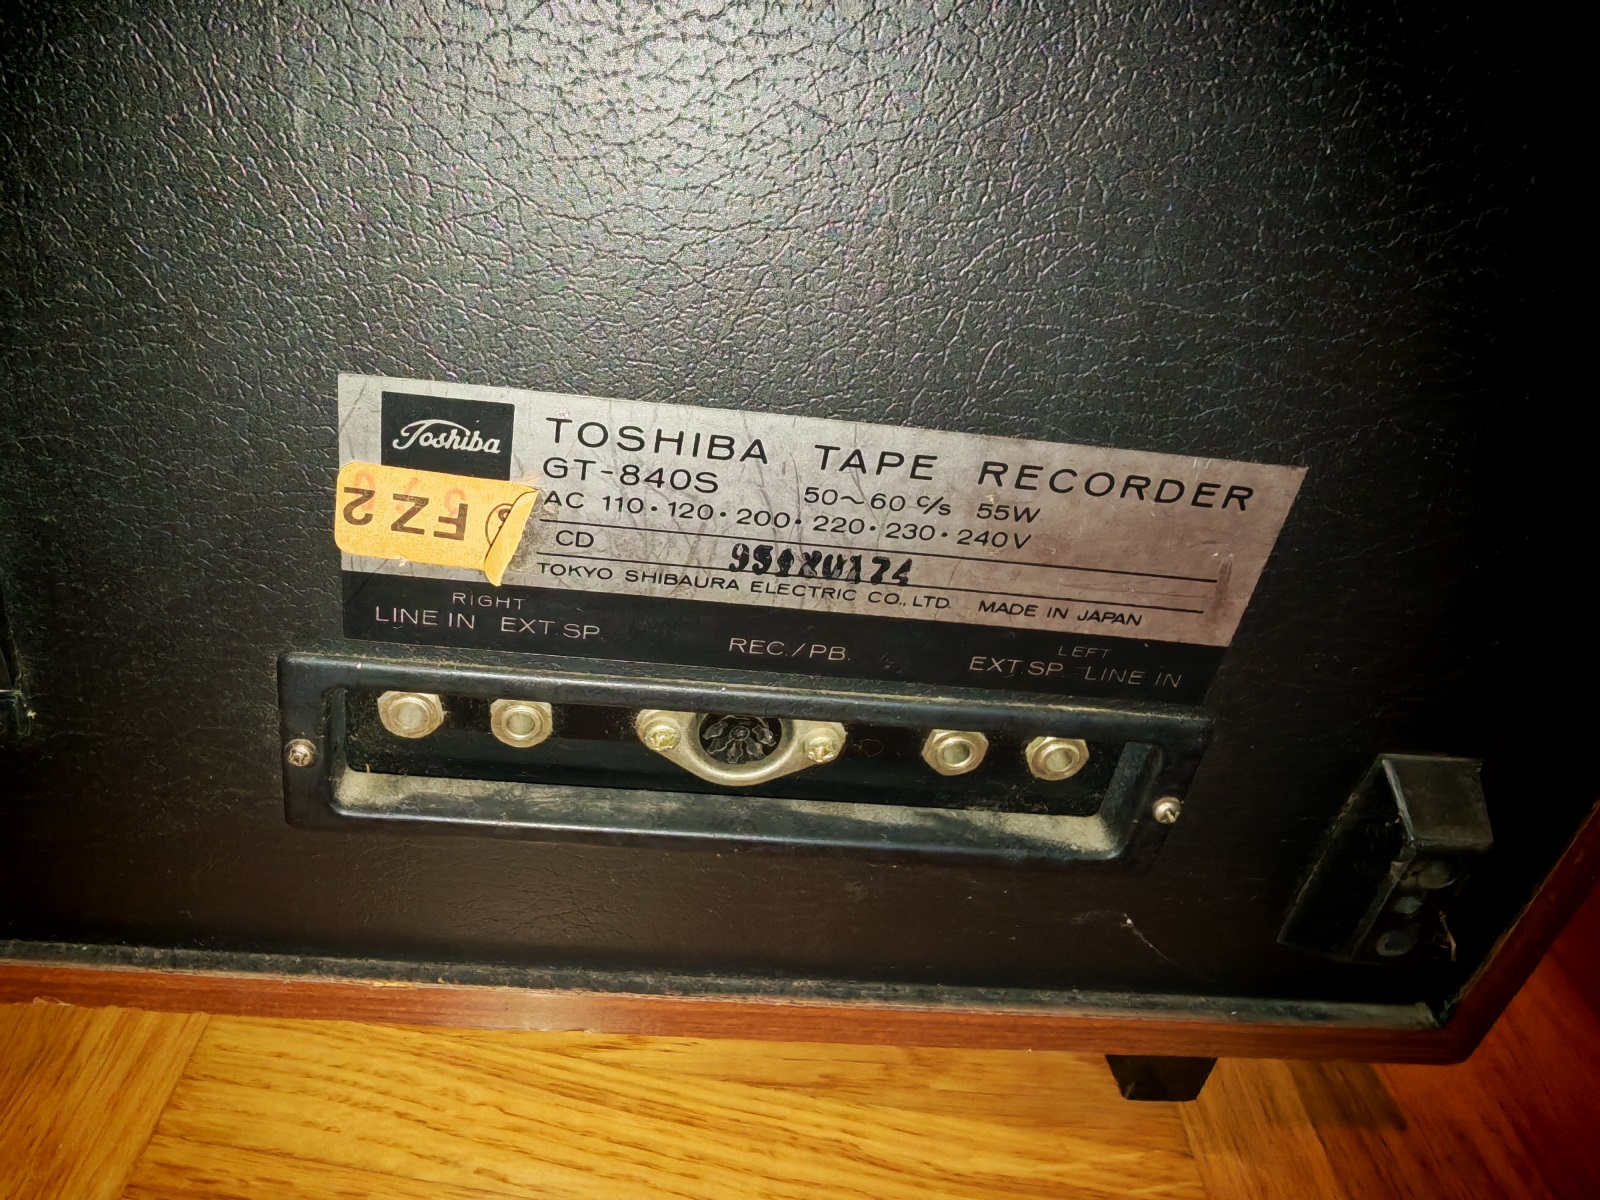 Toshiba
TOSHIBA TAPE RECORDER
GT-840S 50~60 c/s 55W
AC 110·120·200·220·230·240V
CD
TOKYO SHIBAURA ELECTRIC CO., LTD. MADE IN JAPAN
FZ2
RIGHT
LINE IN EXT SP.
REC./PB.
LEFT
EXT SP. LINE IN